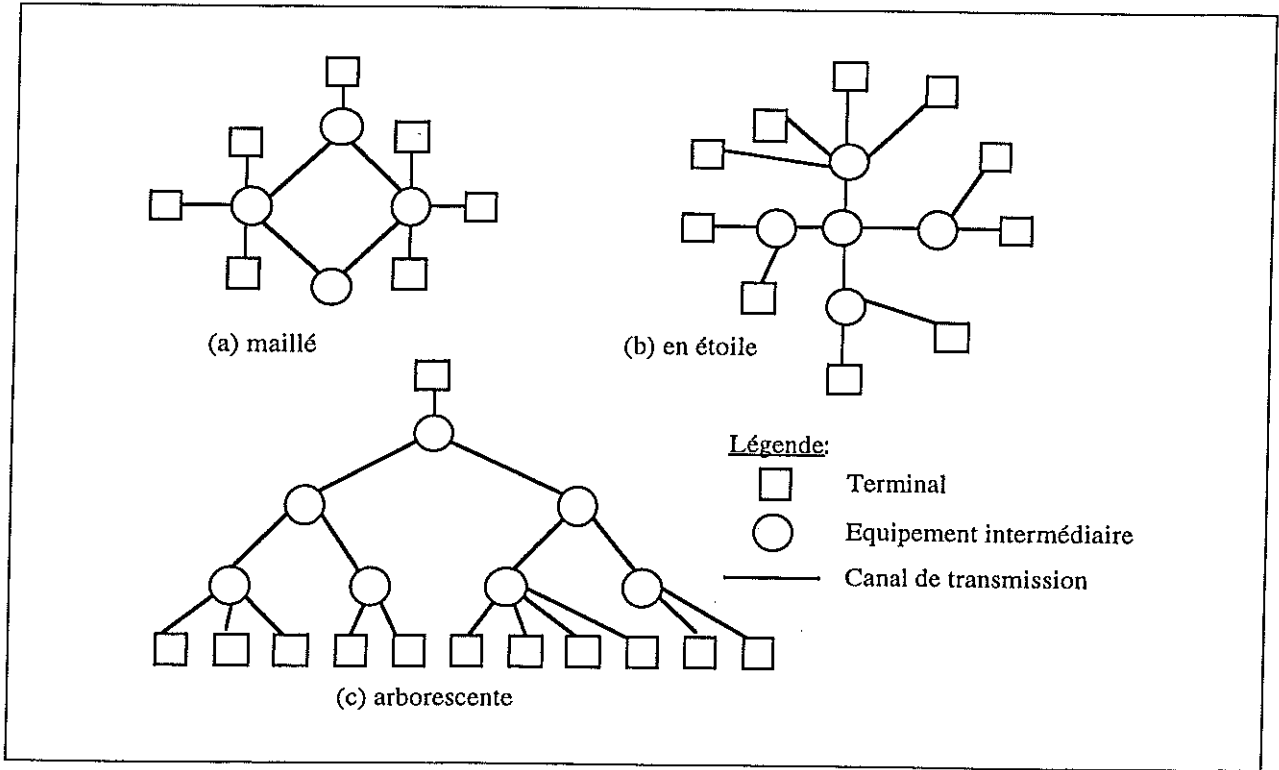 (a) maillé
(b) en étoile
Légende:
Terminal
Equipement intermédiaire
Canal de transmission
(c) arborescente